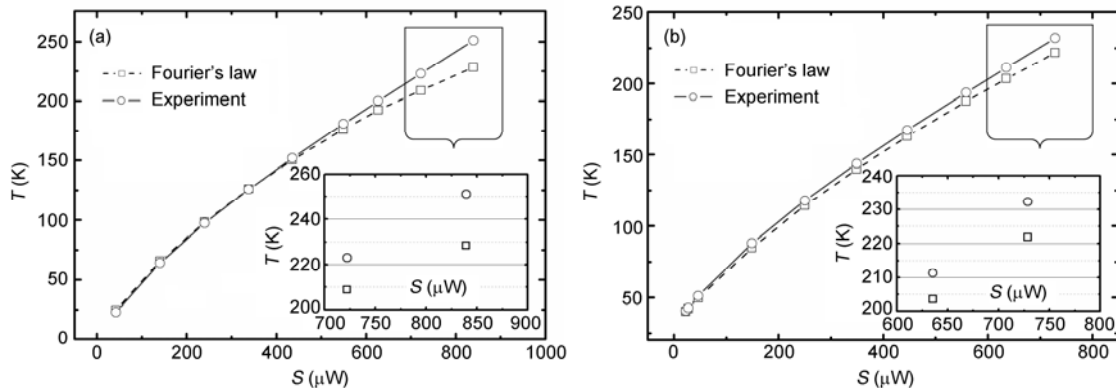 (a)
Fourier's law
Experiment
250
200
150
100
50
0
T (K)
0 200 400 600 800 1000
S (μW)
260
240
220
200
T (K)
S (μW)
700 750 800 850 900
(b)
Fourier's law
Experiment
250
200
150
100
50
T (K)
0 200 400 600 800
S (μW)
240
230
220
210
200
T (K)
S (μW)
600 650 700 750 800